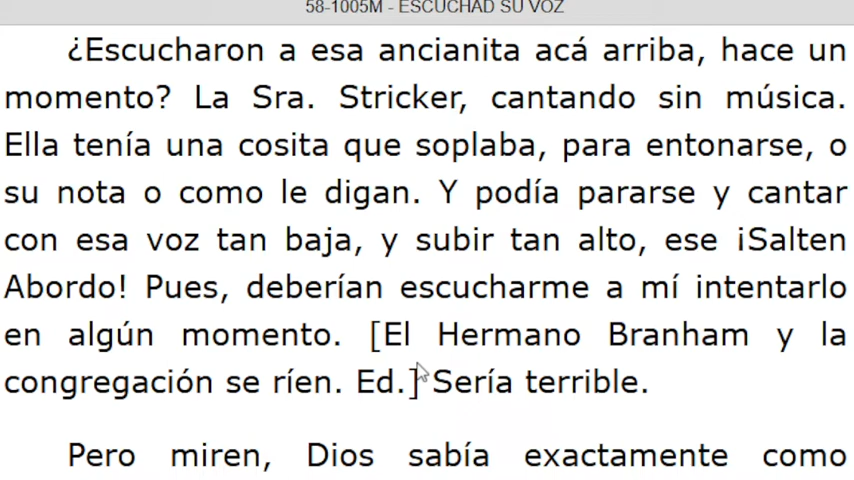 58-1005M - ESCUCHAD SU VOZ
¿Escucharon a esa ancianita acá arriba, hace un
momento? La Sra. Stricker, cantando sin música.
Ella tenía una cosita que soplaba, para entonarse, o
su nota o como le digan. Y podía pararse y cantar
con esa voz tan baja, y subir tan alto, ese ¡Salten
Abordo! Pues, deberían escucharme a mí intentarlo
en algún momento. [El Hermano Branham y la
congregación se ríen. Ed.] Sería terrible.
Pero miren, Dios sabía exactamente como